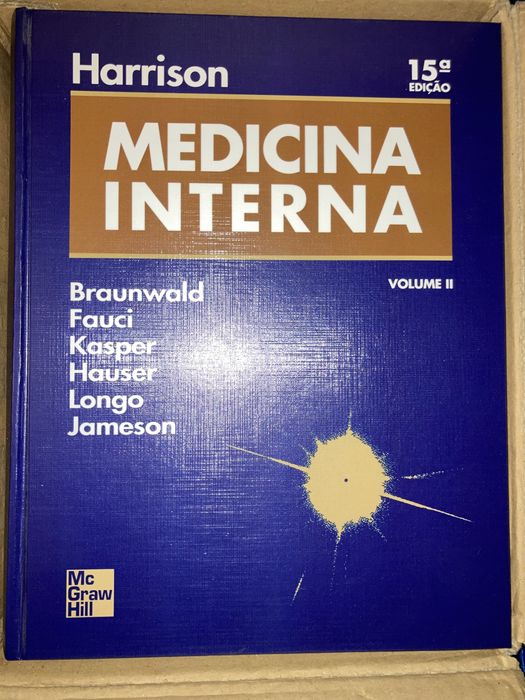 Harrison
15ª
EDIÇÃO
MEDICINA
INTERNA
VOLUME II
Braunwald
Fauci
Kasper
Hauser
Longo
Jameson
Mc
Graw
Hill